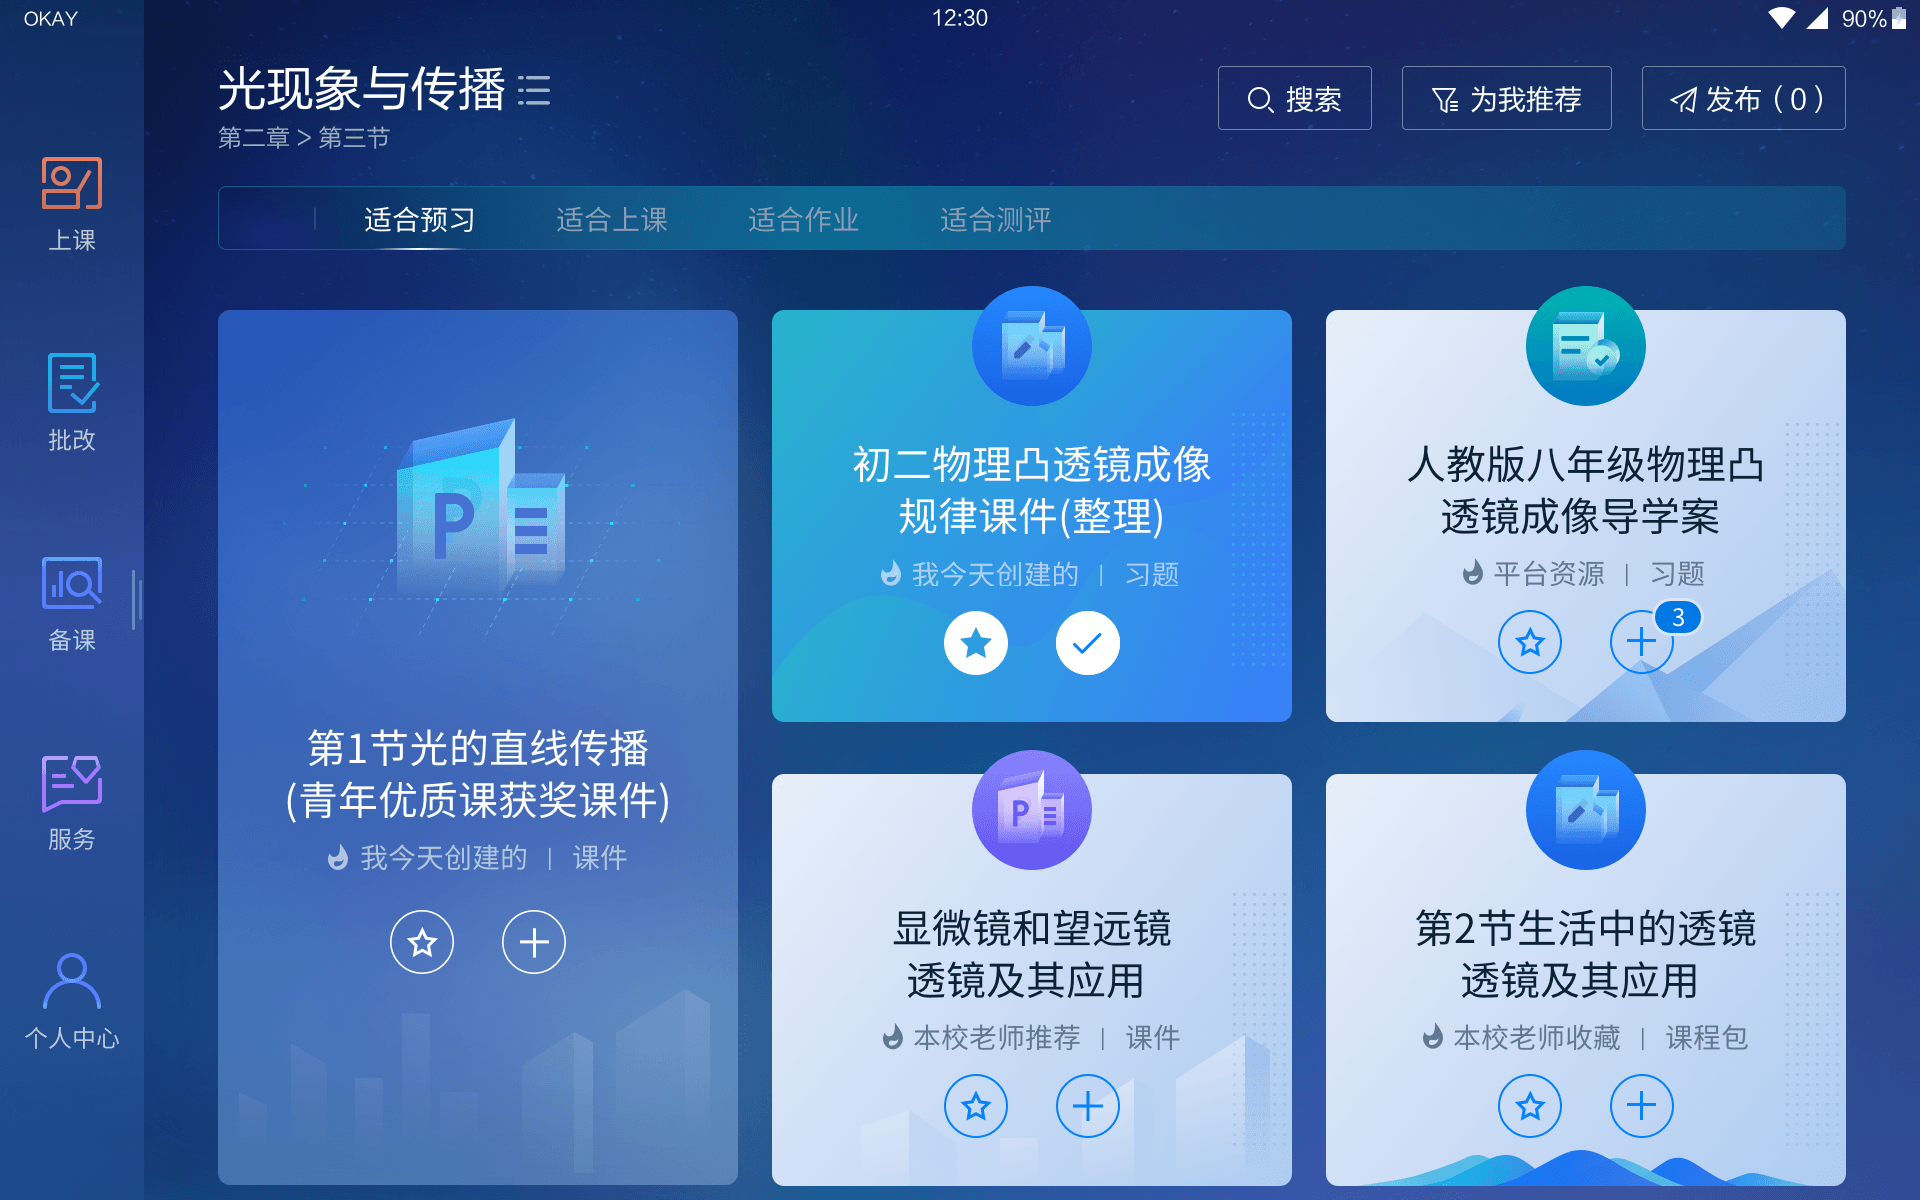 OKAY
12:30
90%
光现象与传播
第二章 > 第三节
搜索
为我推荐
发布 ( 0 )
上课
批改
备课
服务
个人中心
适合预习
适合上课
适合作业
适合测评
P
第1节光的直线传播
(青年优质课获奖课件)
我今天创建的 | 课件
初二物理凸透镜成像
规律课件(整理)
我今天创建的 | 习题
人教版八年级物理凸
透镜成像导学案
平台资源 | 习题
3
P
显微镜和望远镜
透镜及其应用
本校老师推荐 | 课件
第2节生活中的透镜
透镜及其应用
本校老师收藏 | 课程包